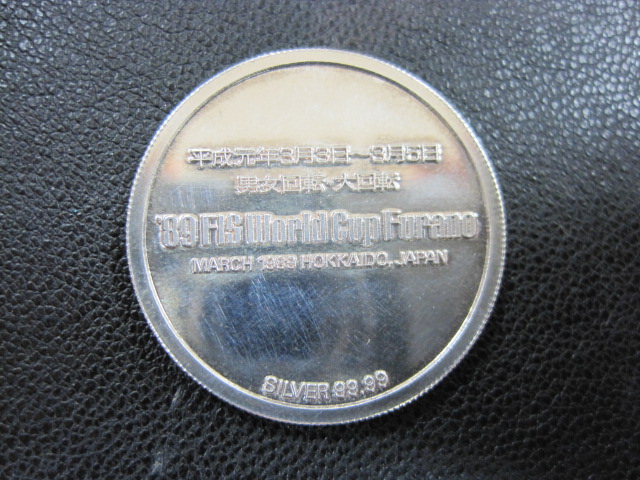 平成元年3月3日~3月5日
男女回転・大回転
'89 FIS World Cup Furano
MARCH 1989 HOKKAIDO, JAPAN
SILVER 99.99